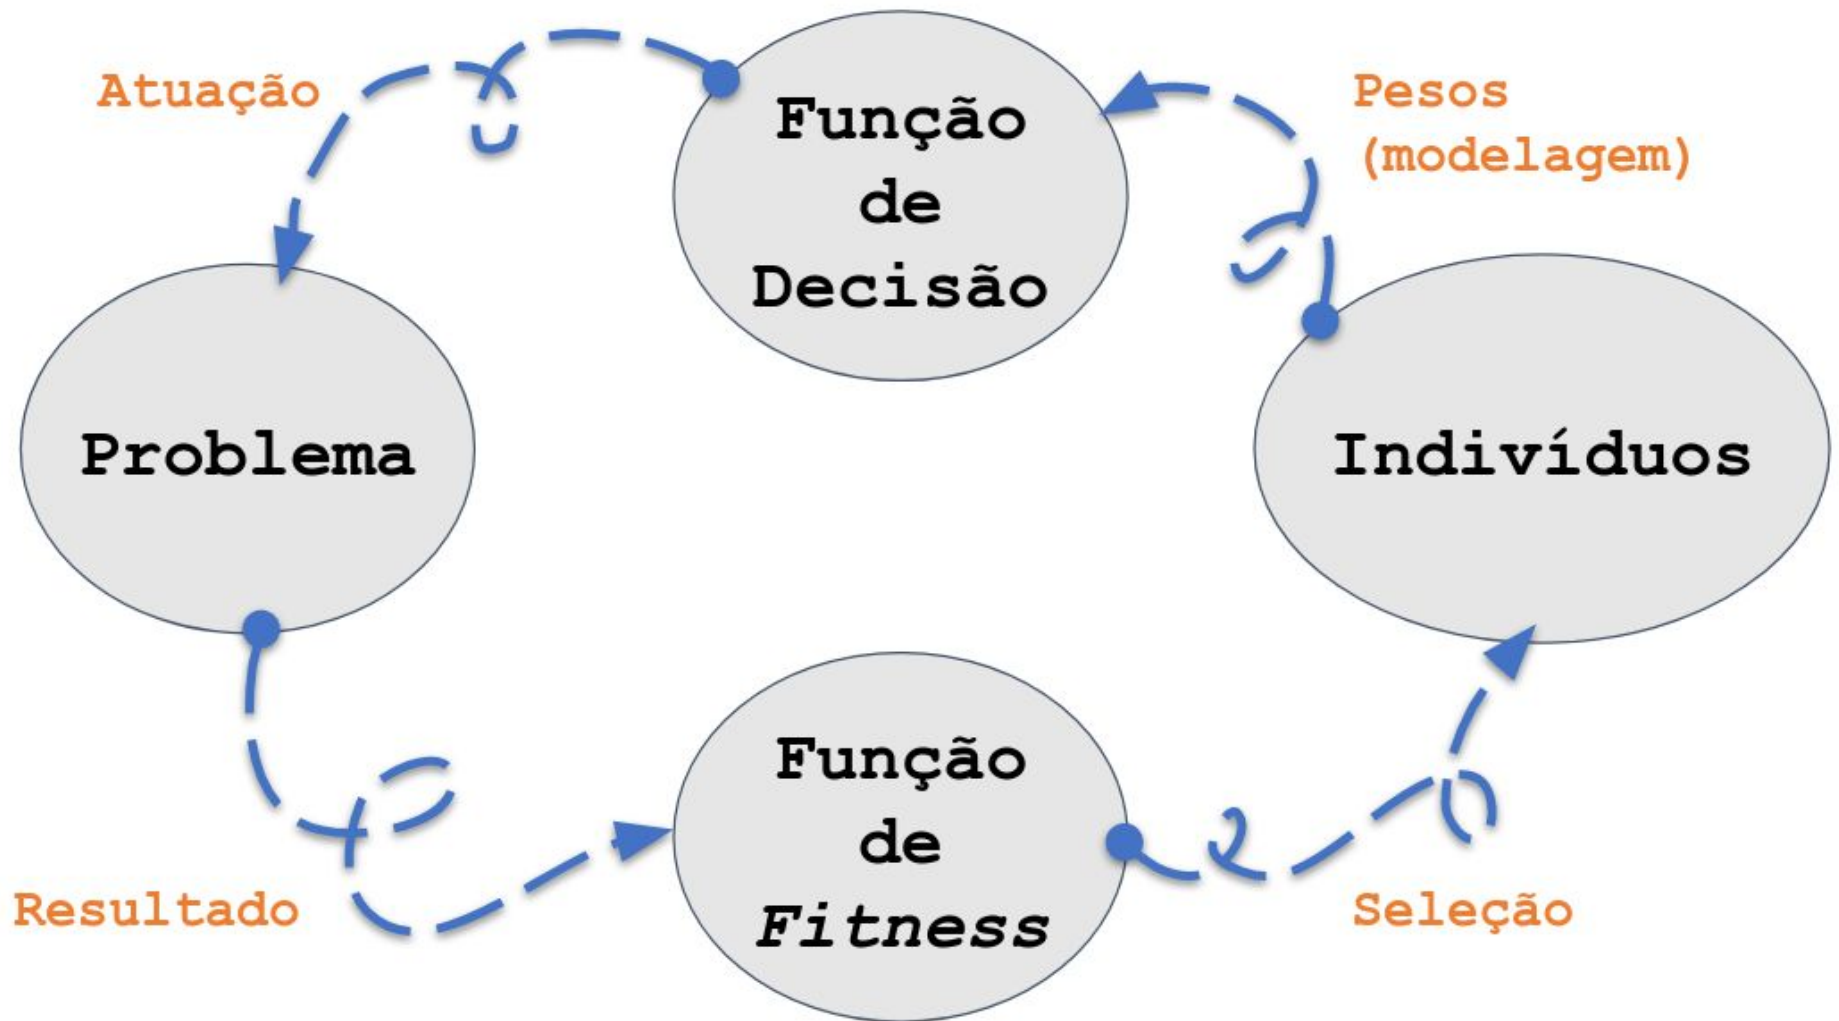 Atuação
Função
de
Decisão
Pesos
(modelagem)
Problema
Indivíduos
Resultado
Função
de
Fitness
Seleção